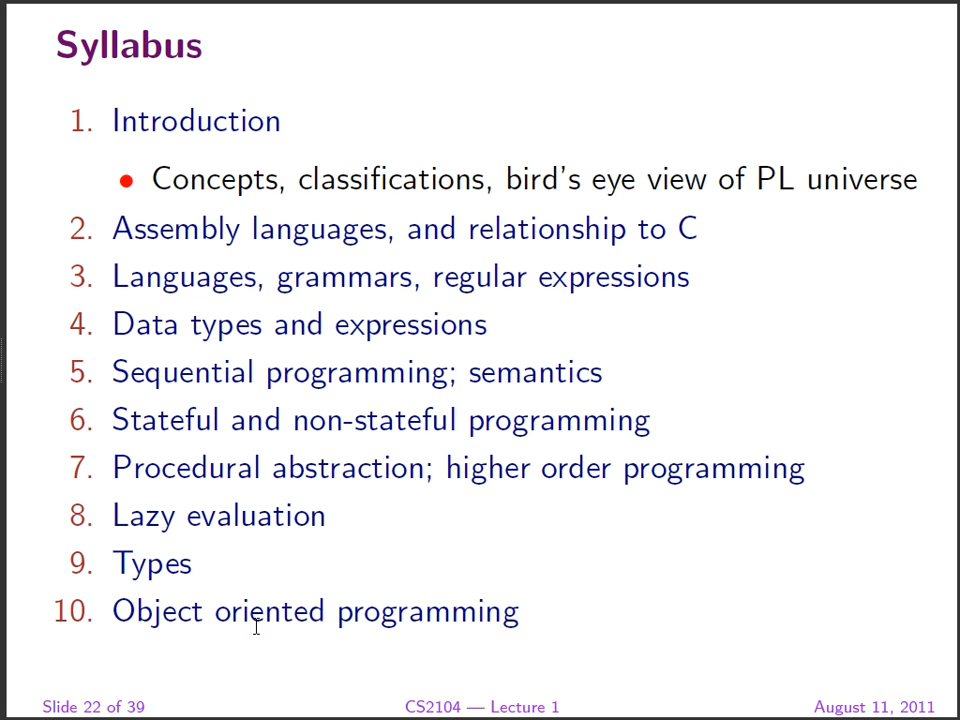 Syllabus
1. Introduction
• Concepts, classifications, bird's eye view of PL universe
2. Assembly languages, and relationship to C
3. Languages, grammars, regular expressions
4. Data types and expressions
5. Sequential programming; semantics
6. Stateful and non-stateful programming
7. Procedural abstraction; higher order programming
8. Lazy evaluation
9. Types
10. Object oriented programming
Slide 22 of 39 CS2104 — Lecture 1 August 11, 2011